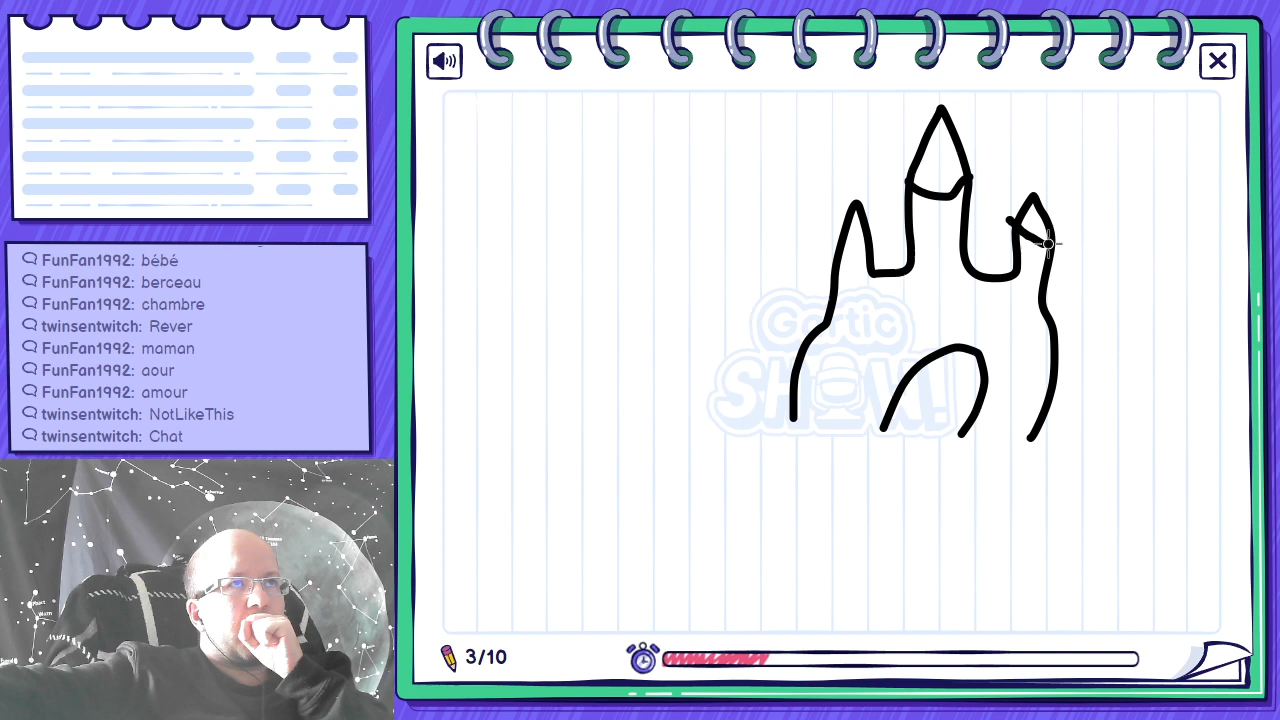 FunFan1992: bébé
FunFan1992: berceau
FunFan1992: chambre
twinsentwitch: Rever
FunFan1992: maman
FunFan1992: aour
FunFan1992: amour
twinsentwitch: NotLikeThis
twinsentwitch: Chat
Gartic
SHOW!
3/10